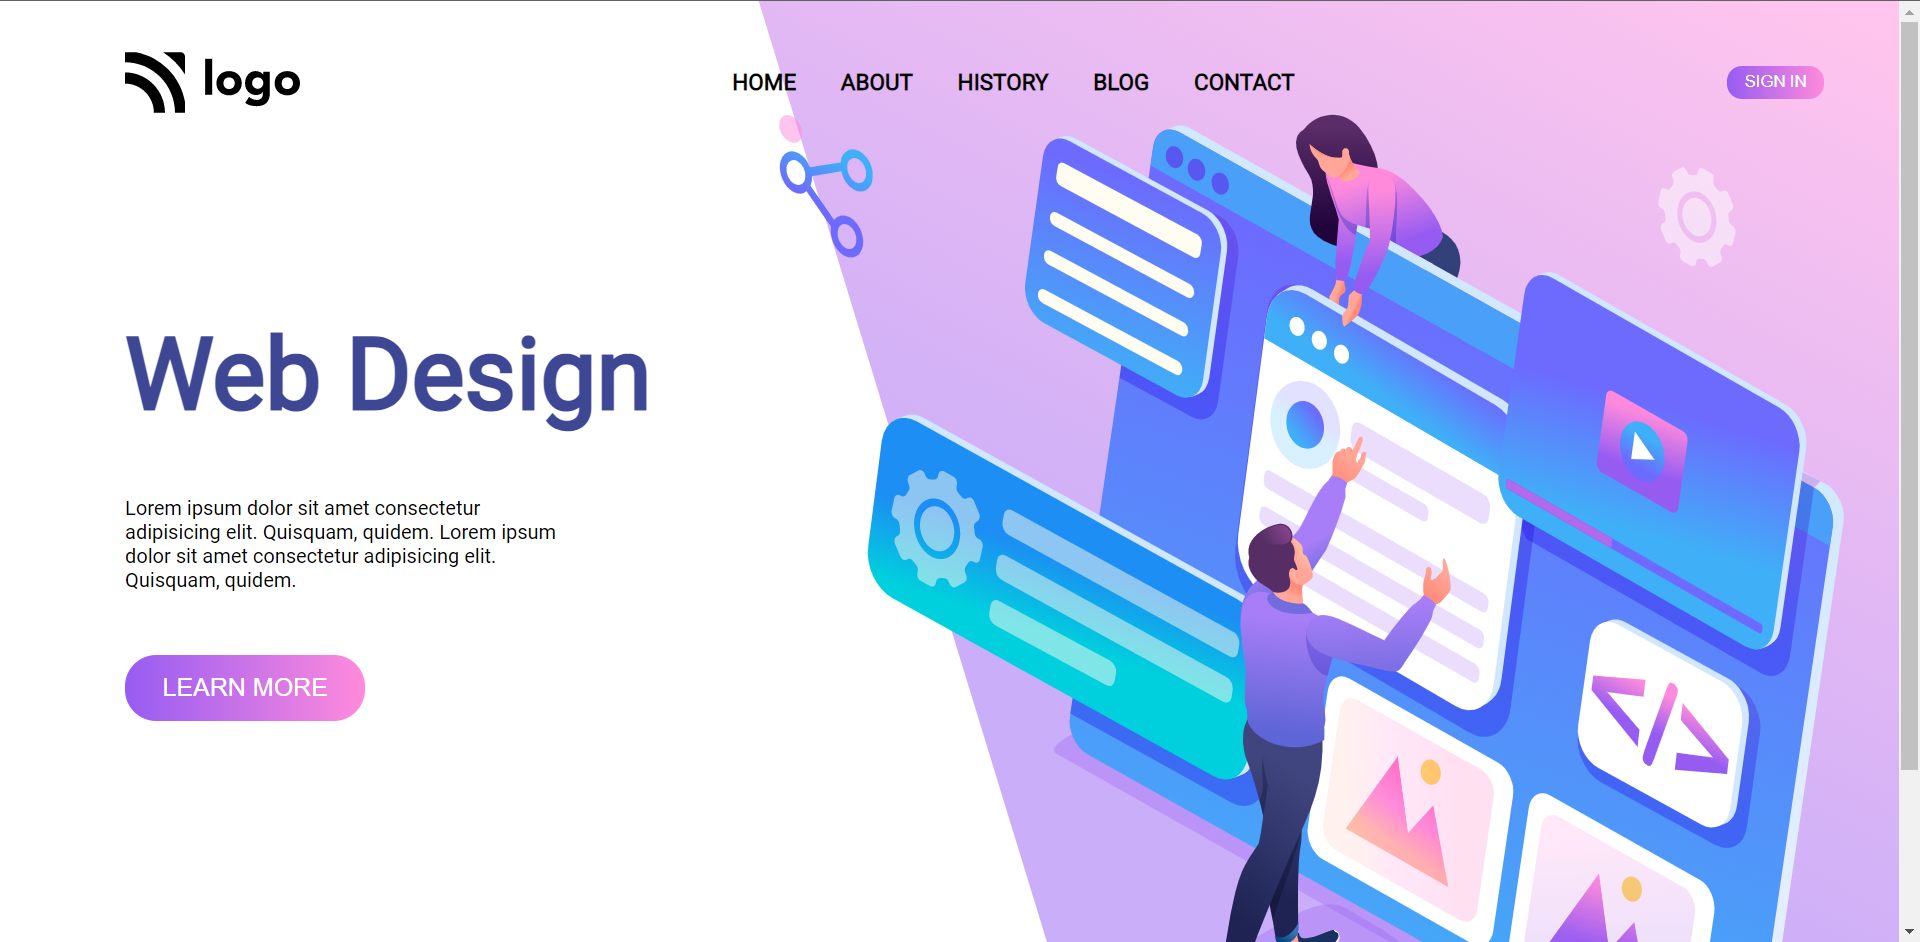 logo
HOME ABOUT HISTORY BLOG CONTACT
SIGN IN
Web Design
Lorem ipsum dolor sit amet consectetur
adipisicing elit. Quisquam, quidem. Lorem ipsum
dolor sit amet consectetur adipisicing elit.
Quisquam, quidem.
LEARN MORE
</>